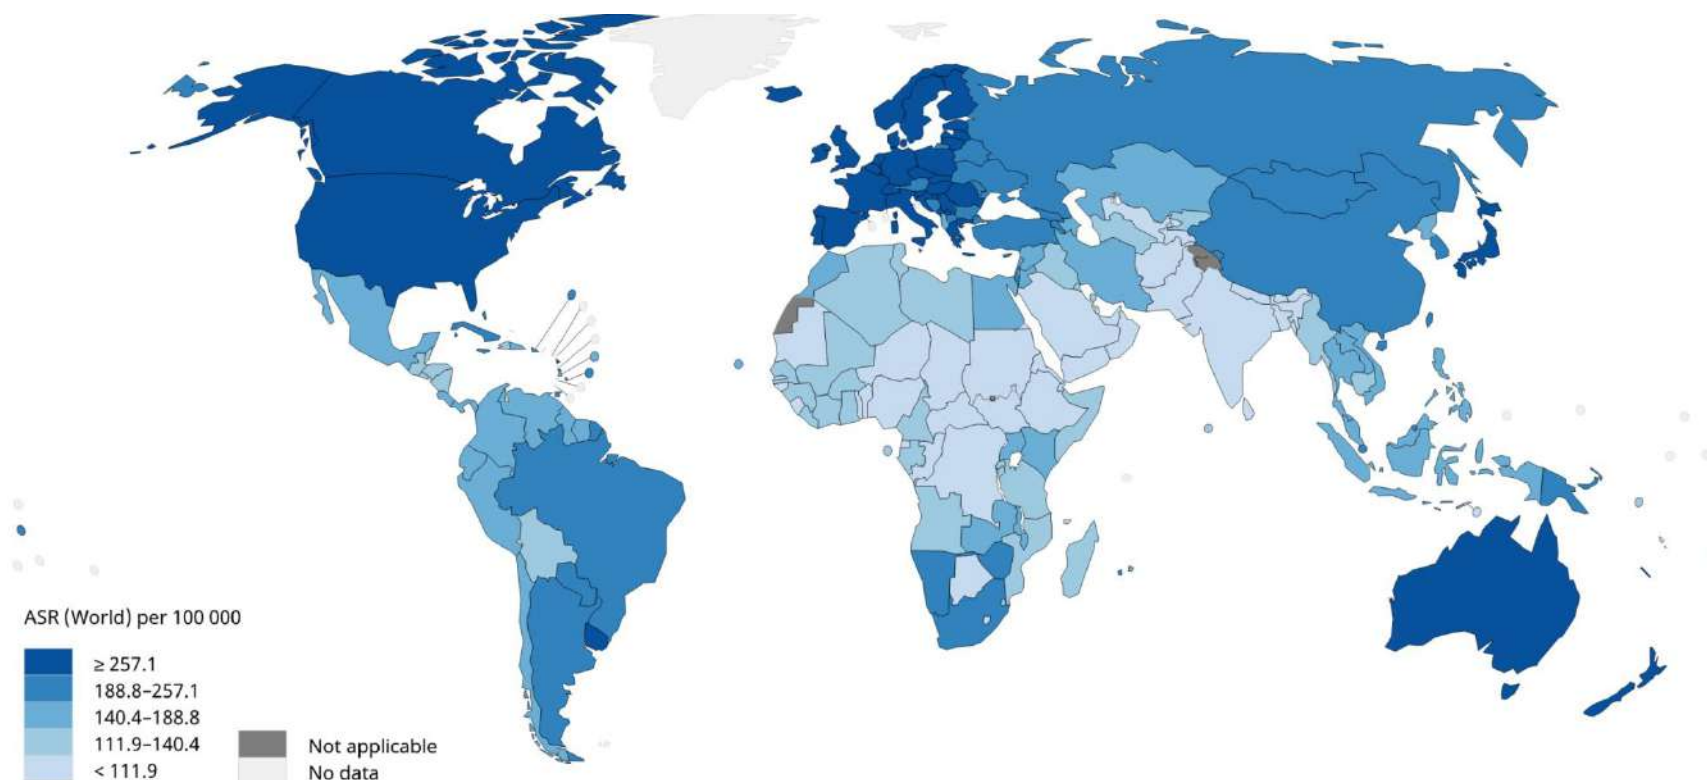 ASR (World) per 100 000
≥ 257.1
188.8–257.1
140.4–188.8
111.9–140.4
< 111.9
Not applicable
No data